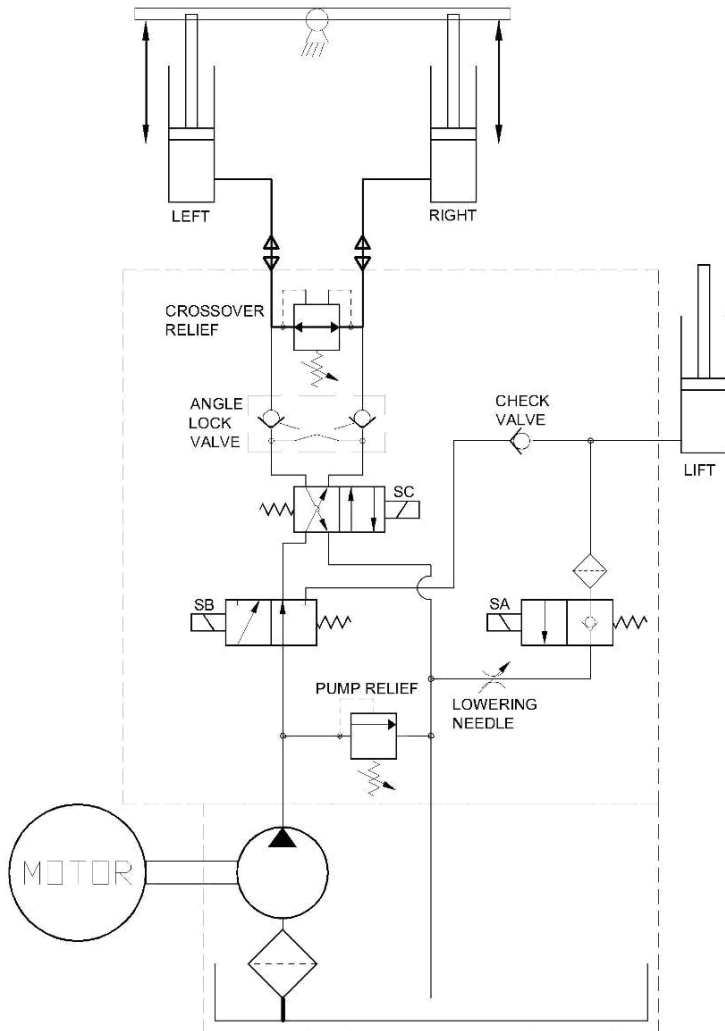 LEFT
RIGHT
CROSSOVER
RELIEF
ANGLE
LOCK
VALVE
CHECK
VALVE
LIFT
SC
SB
SA
PUMP RELIEF
LOWERING
NEEDLE
MOTOR